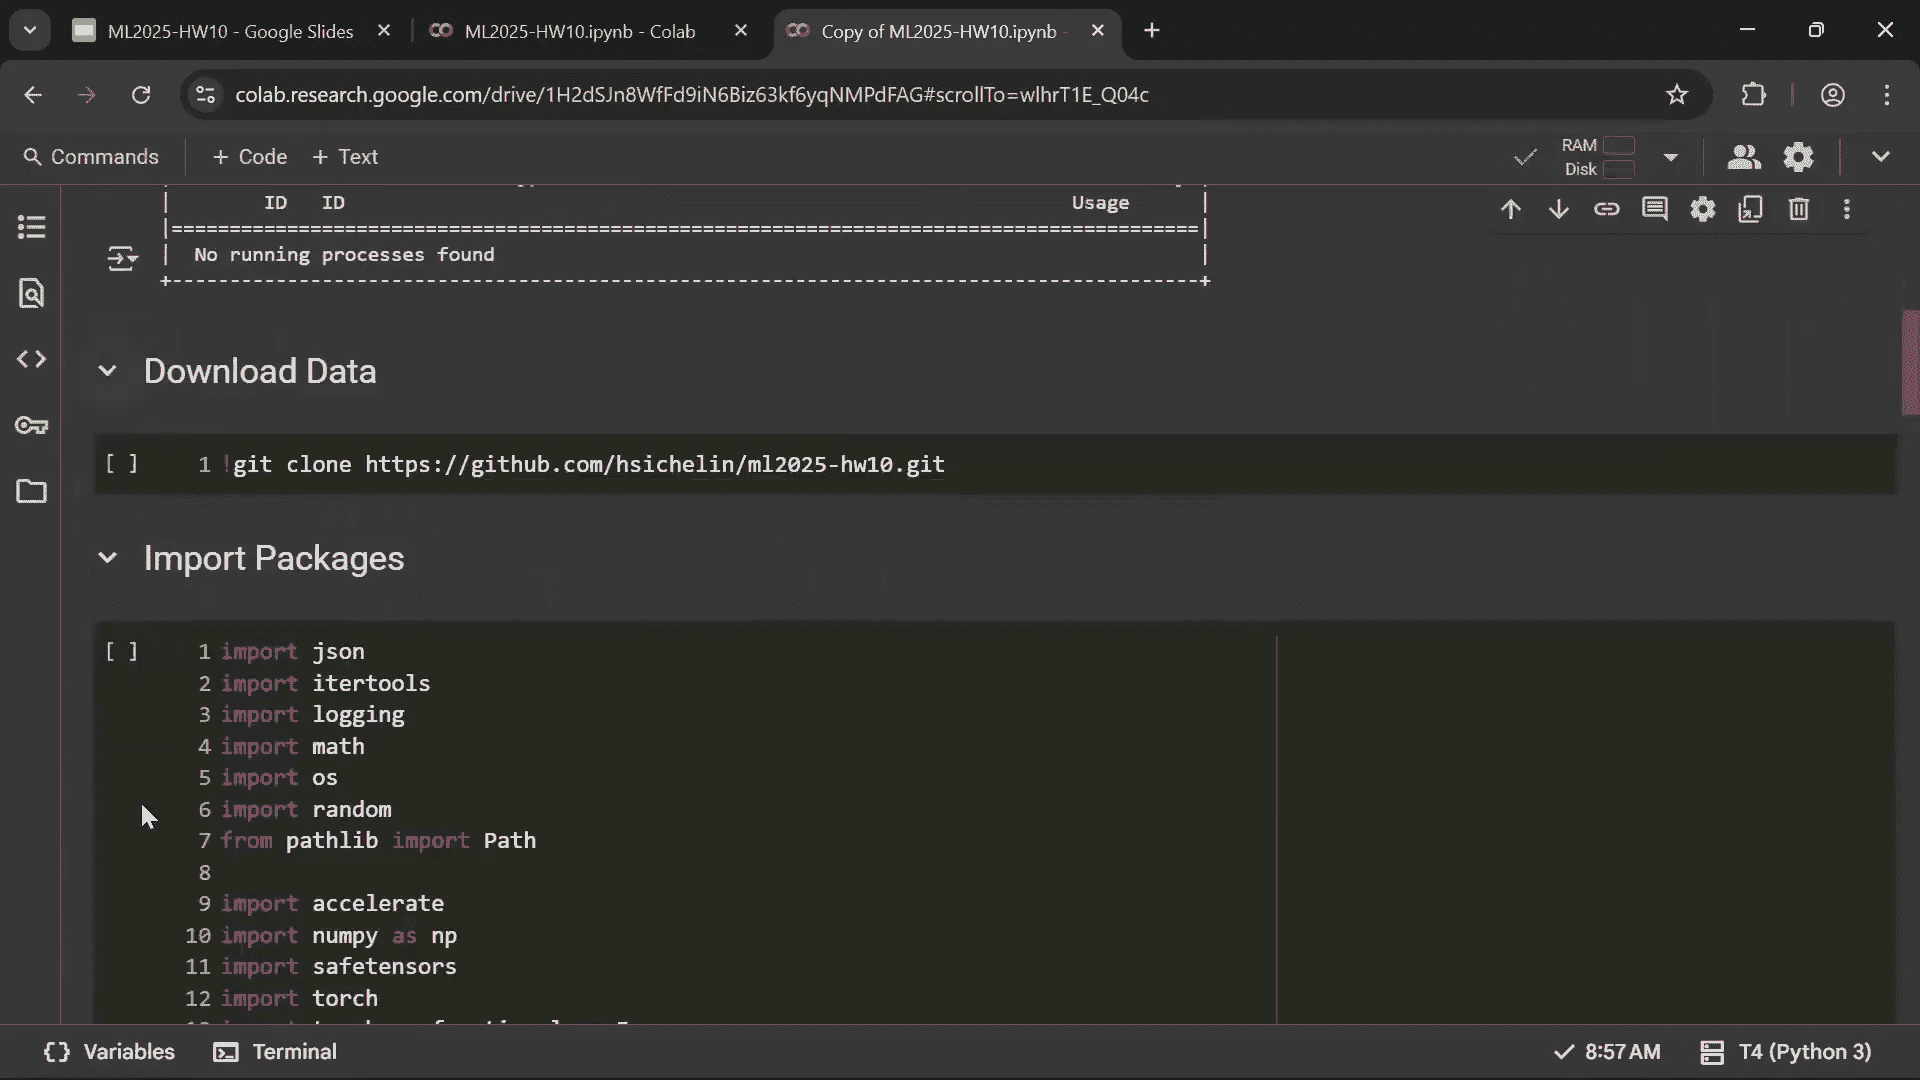 ML2025-HW10 - Google Slides
ML2025-HW10.ipynb - Colab
Copy of ML2025-HW10.ipynb -
colab.research.google.com/drive/1H2dSJn8WfFd9iN6Biz63kf6yqNMPdFAG#scrollTo=wlhrT1E_Q04c
Commands
+ Code
+ Text
RAM
Disk
| ID ID Usage |
|=============================================================================|
| No running processes found |
+-----------------------------------------------------------------------------+
Download Data
[ ] 1 !git clone https://github.com/hsichelin/ml2025-hw10.git
Import Packages
[ ] 1 import json
2 import itertools
3 import logging
4 import math
5 import os
6 import random
7 from pathlib import Path
8
9 import accelerate
10 import numpy as np
11 import safetensors
12 import torch
Variables
Terminal
8:57 AM
T4 (Python 3)